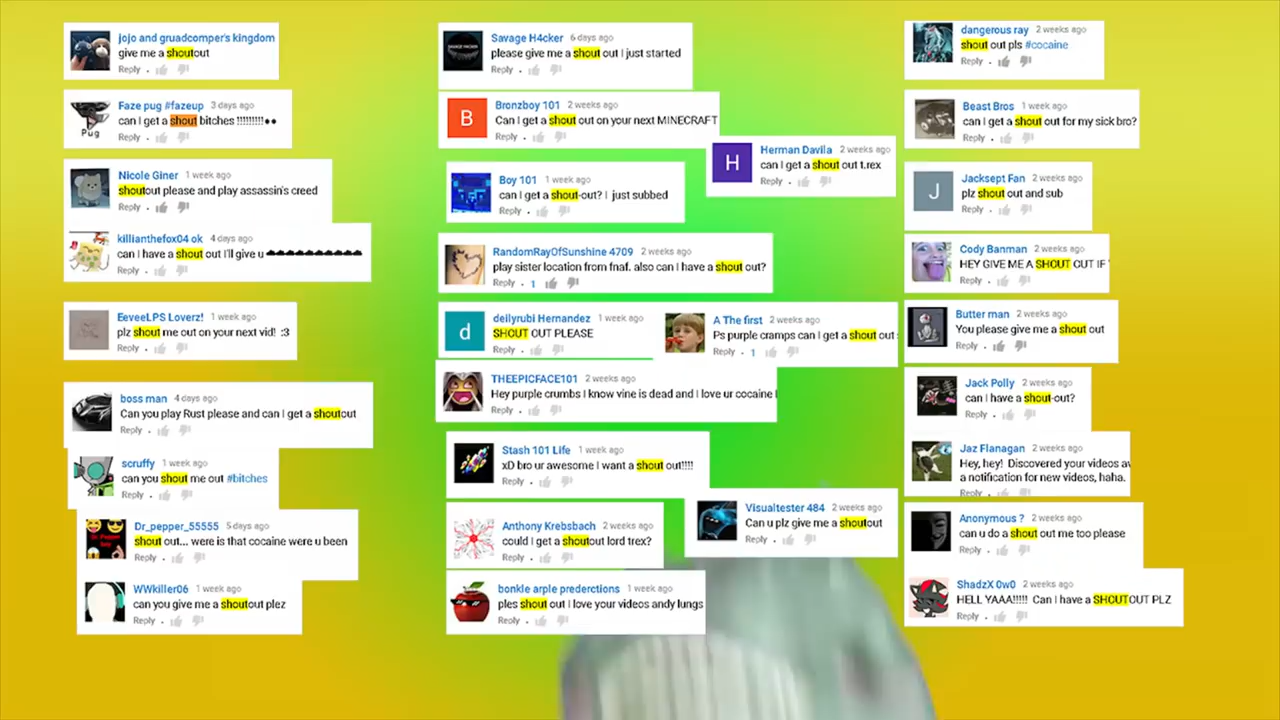 jojo and gruadcomper's kingdom
give me a shoutout
Reply
Faze pug #fazeup 3 days ago
can I get a shout bitches !!!!!!!!!
Pug
Reply
Nicole Giner 1 week ago
shoutout please and play assassin's creed
Reply
killianthefox04 ok 4 days ago
can I have a shout out I'll give u
Reply
EeveeLPS Loverz! 1 week ago
plz shout me out on your next vid! :3
Reply
boss man 4 days ago
Can you play Rust please and can I get a shoutout
Reply
scruffy 1 week ago
can you shout me out #bitches
Reply
Dr_pepper_55555 5 days ago
shout out... were is that cocaine were u been
Reply
WWkiller06 1 week ago
can you give me a shoutout plez
Reply
Savage H4cker 6 days ago
please give me a shout out I just started
Reply
B
Bronzboy 101 2 weeks ago
Can I get a shout out on your next MINECRAFT
Reply
H
Herman Davila 2 weeks ago
can I get a shout out t.rex
Reply
Boy 101 1 week ago
can I get a shout-out? I just subbed
Reply
RandomRayOfSunshine 4709 2 weeks ago
play sister location from fnaf. also can I have a shout out?
Reply 1
d
deilyrubi Hernandez 1 week ago
SHOUT OUT PLEASE
Reply
A The first 2 weeks ago
Ps purple cramps can I get a shout out
Reply 1
THEEPICFACE101 2 weeks ago
Hey purple crumbs I know vine is dead and I love ur cocaine
Reply
Stash 101 Life 1 week ago
xD bro ur awesome I want a shout out!!!!
Reply
Visualtester 484 2 weeks ago
Can u plz give me a shoutout
Reply
Anthony Krebsbach 2 weeks ago
could I get a shoutout lord trex?
Reply
bonkle arple prederctions 1 week ago
ples shout out I love your videos andy lungs
Reply
dangerous ray 2 weeks ago
shout out pls #cocaine
Reply
Beast Bros 1 week ago
can I get a shout out for my sick bro?
Reply
J
Jacksept Fan 2 weeks ago
plz shout out and sub
Reply
Cody Banman 2 weeks ago
HEY GIVE ME A SHOUT OUT IF
Reply
Butter man 2 weeks ago
You please give me a shout out
Reply
Jack Polly 2 weeks ago
can I have a shout-out?
Reply
Jaz Flanagan 2 weeks ago
Hey, hey! Discovered your videos
a notification for new videos, haha.
Reply
Anonymous ? 2 weeks ago
can u do a shout out me too please
Reply
ShadzX 0w0 2 weeks ago
HELL YAAA!!!!! Can I have a SHOUTOUT PLZ
Reply